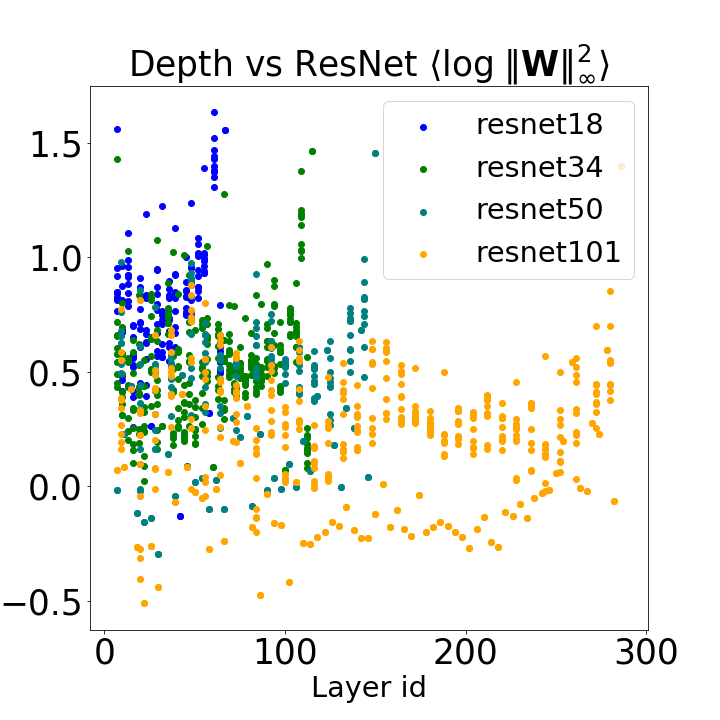 Depth vs ResNet ⟨log ‖W‖²∞⟩
1.5
1.0
0.5
0.0
−0.5
resnet18
resnet34
resnet50
resnet101
0 100 200 300
Layer id